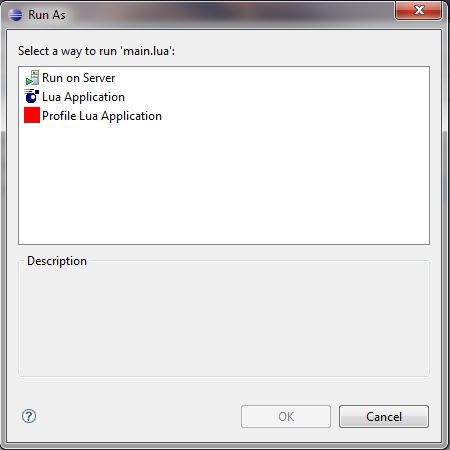 Run As
Select a way to run 'main.lua':
Run on Server
Lua Application
Profile Lua Application
Description
OK
Cancel